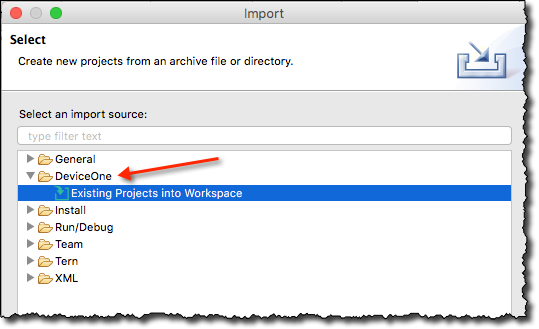 Import
Select
Create new projects from an archive file or directory.
Select an import source:
type filter text
General
DeviceOne
Existing Projects into Workspace
Install
Run/Debug
Team
Tern
XML